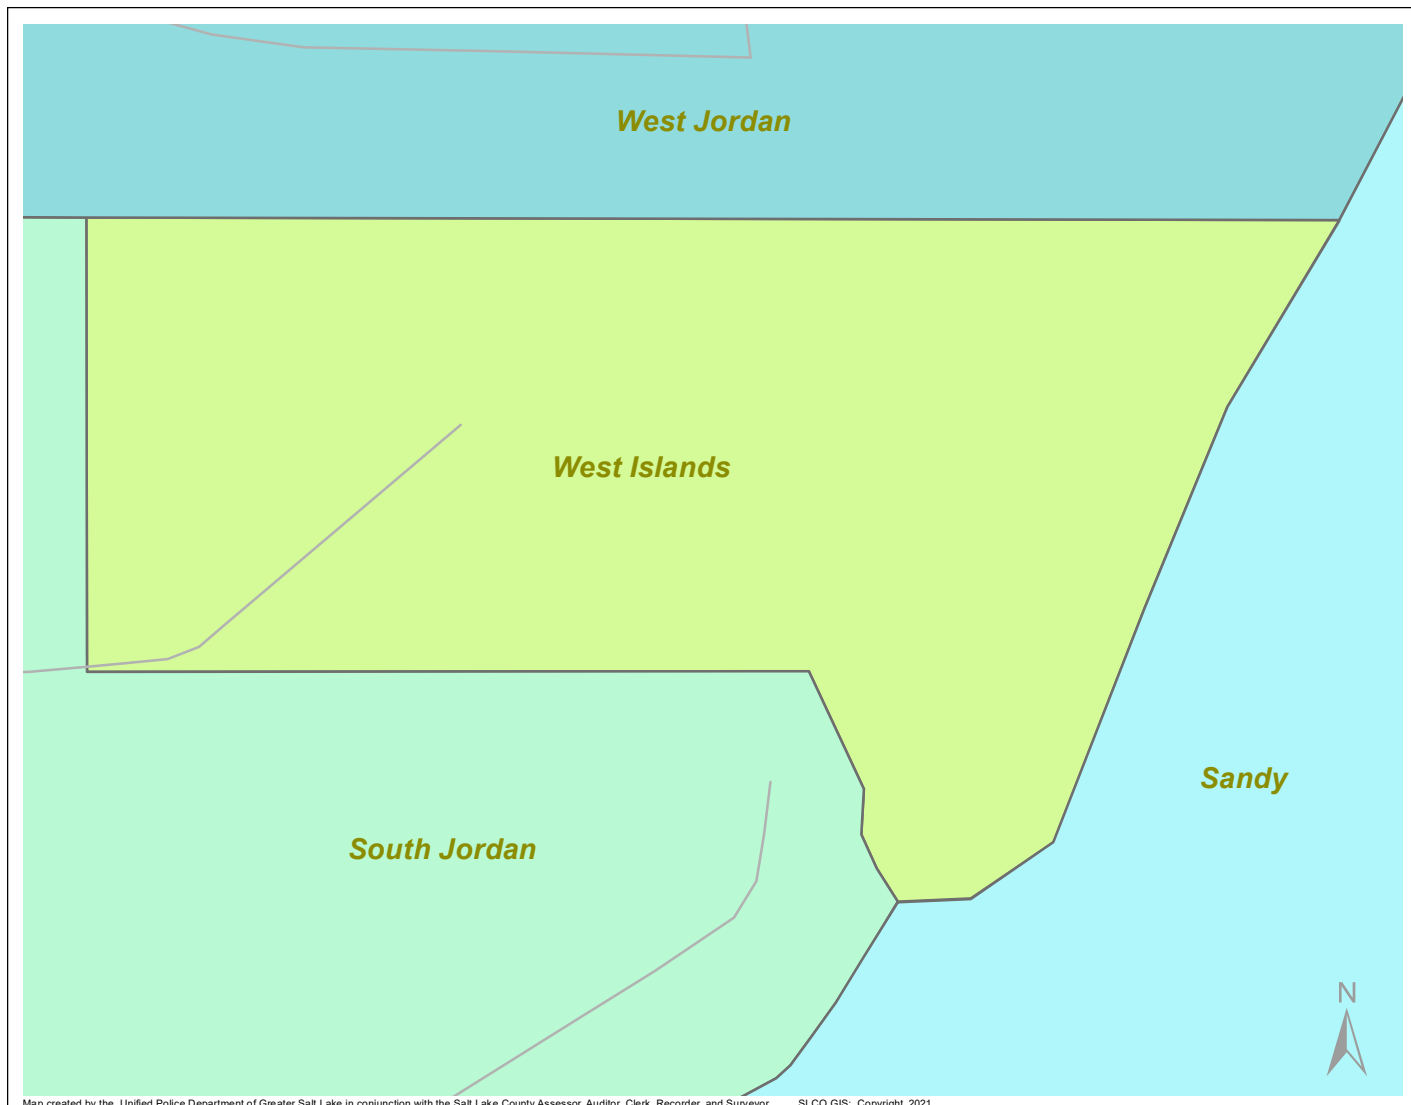 West Jordan
West Islands
Sandy
South Jordan
N
Map created by the Unified Police Department of Greater Salt Lake in conjunction with the Salt Lake County Assessor, Auditor, Clerk, Recorder, and Surveyor. SLCO GIS: Copyright, 2021